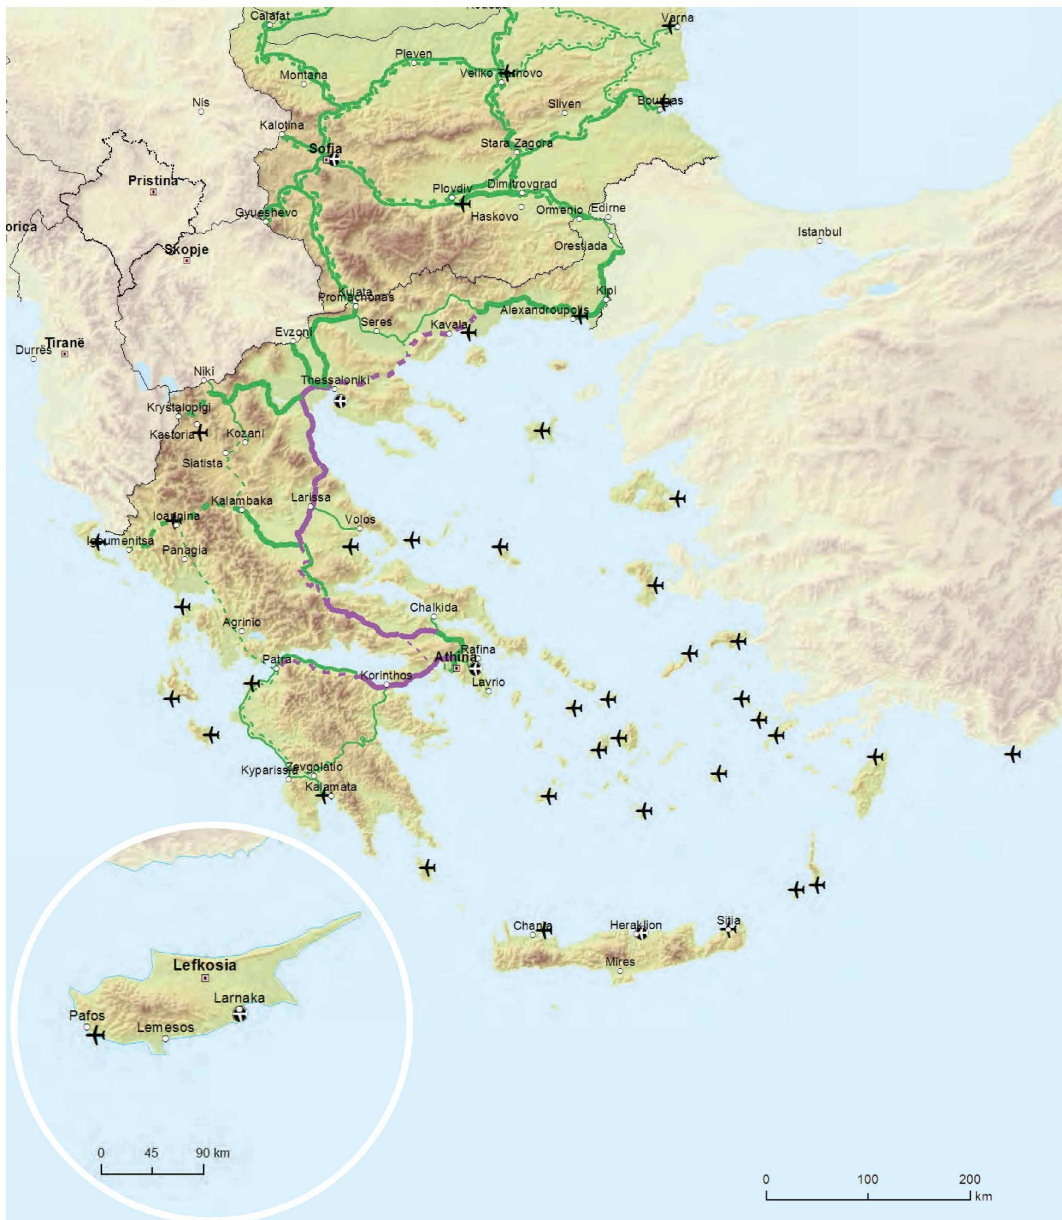 Calafat
Varna
Pleven
Veliko Tarnovo
Montana
Nis
Sliven
Bourgas
Kalotina
Sofia
Stara Zagora
Pristina
Plovdiv
Dimitrovgrad
Haskovo
Ormenio
Edirne
Gyueshevo
orica
Istanbul
Orestiada
Skopje
Kulata
Promachonas
Kipi
Alexandroupolis
Seres
Kavala
Evzoni
Tiranë
Durrës
Niki
Thessaloniki
Krystalopigi
Kastoria
Kozani
Siatista
Kalambaka
Larissa
Ioannina
Volos
Igoumenitsa
Panagia
Chalkida
Agrinio
Rafina
Athina
Patra
Korinthos
Lavrio
Kyparissia
Zevgolatio
Kalamata
Chania
Heraklion
Sitia
Mires
Lefkosia
Larnaka
Pafos
Lemesos
0 45 90 km
0 100 200
km